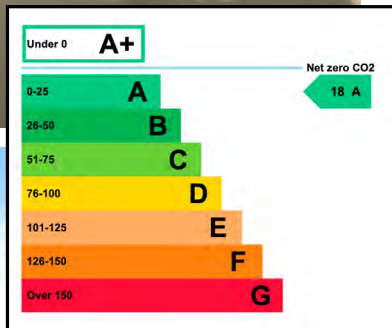 Under 0 A+
Net zero CO2
0-25 A 18 A
26-50 B
51-75 C
76-100 D
101-125 E
126-150 F
Over 150 G